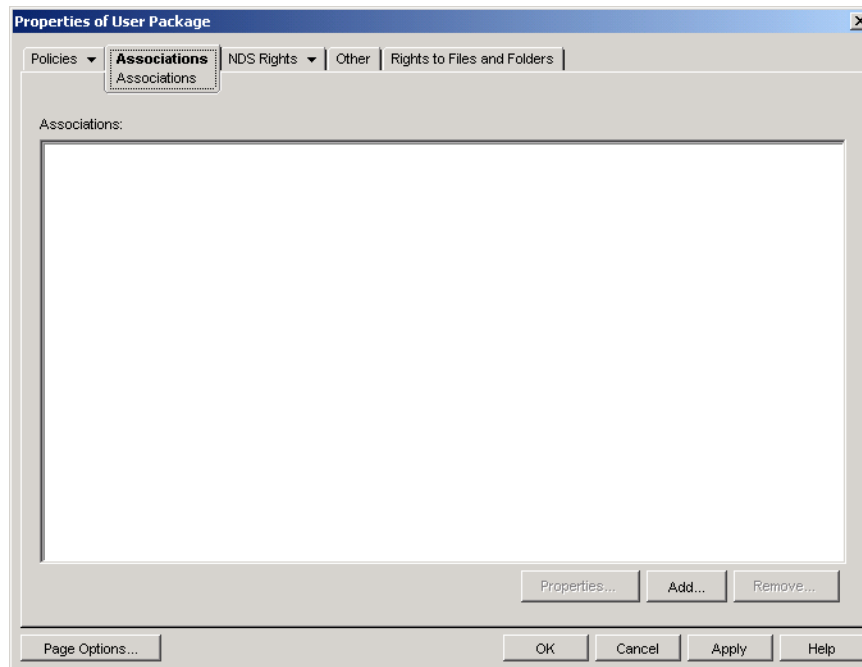 Properties of User Package
Policies Associations NDS Rights Other Rights to Files and Folders
Associations
Associations:
Properties... Add... Remove...
Page Options... OK Cancel Apply Help